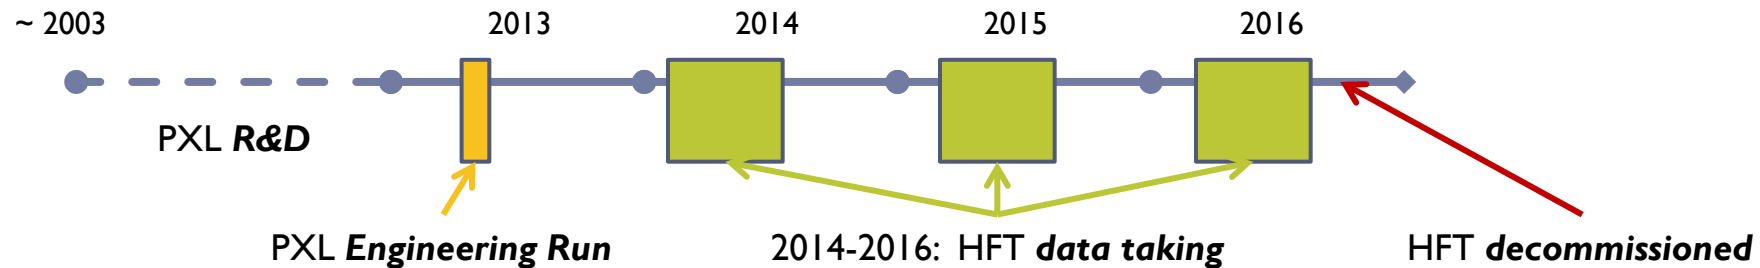 ~ 2003 2013 2014 2015 2016
PXL R&D
PXL Engineering Run 2014-2016: HFT data taking HFT decommissioned